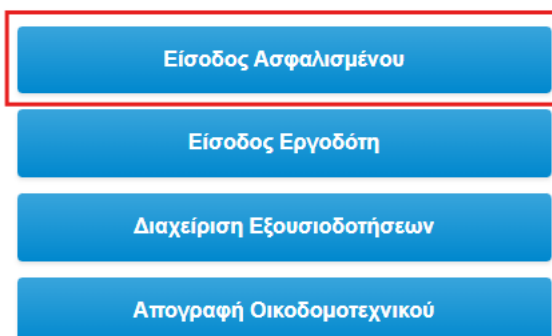 Είσοδος Ασφαλισμένου
Είσοδος Εργοδότη
Διαχείριση Εξουσιοδοτήσεων
Απογραφή Οικοδομοτεχνικού